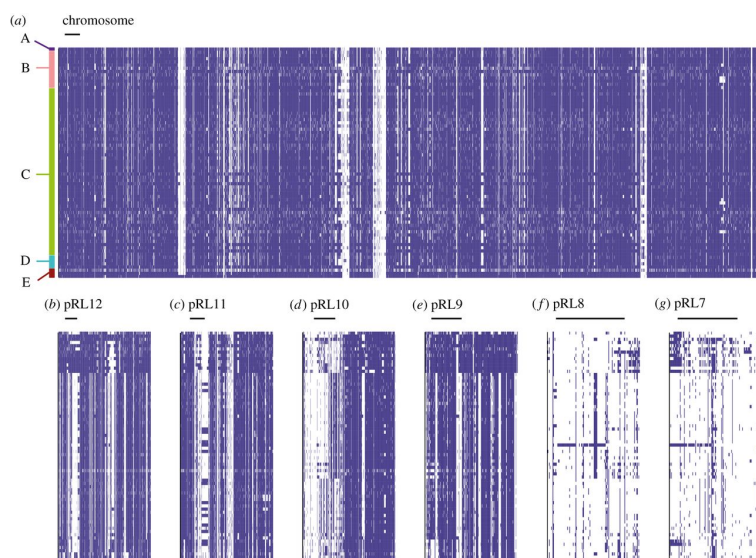 (a) chromosome
A
B
C
D
E
(b) pRL12 (c) pRL11 (d) pRL10 (e) pRL9 (f) pRL8 (g) pRL7